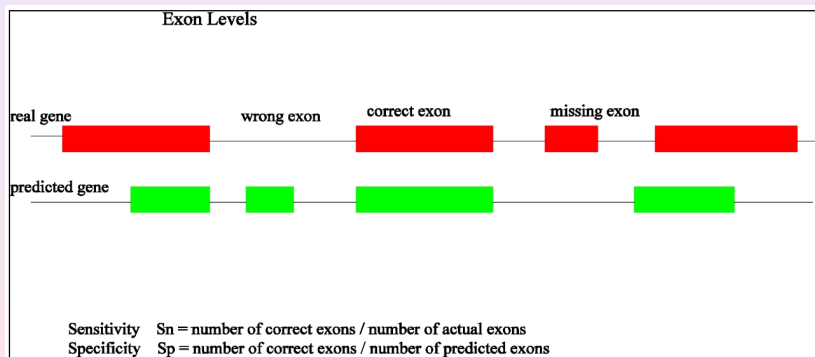 Exon Levels
real gene
wrong exon
correct exon
missing exon
predicted gene
Sensitivity Sn = number of correct exons / number of actual exons
Specificity Sp = number of correct exons / number of predicted exons